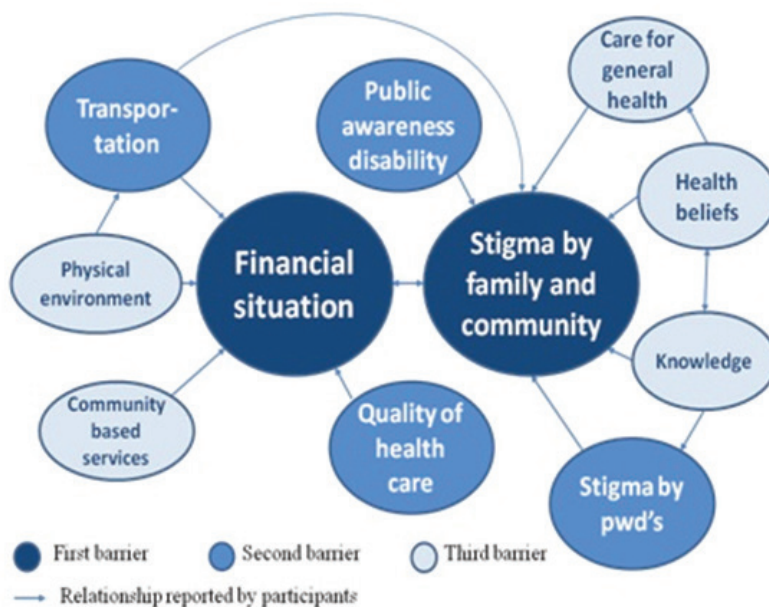 Care for
general
health
Transpor-
tation
Public
awareness
disability
Health
beliefs
Physical
environment
Financial
situation
Stigma by
family and
community
Knowledge
Community
based
services
Quality of
health
care
Stigma by
pwd's
First barrier
Second barrier
Third barrier
Relationship reported by participants